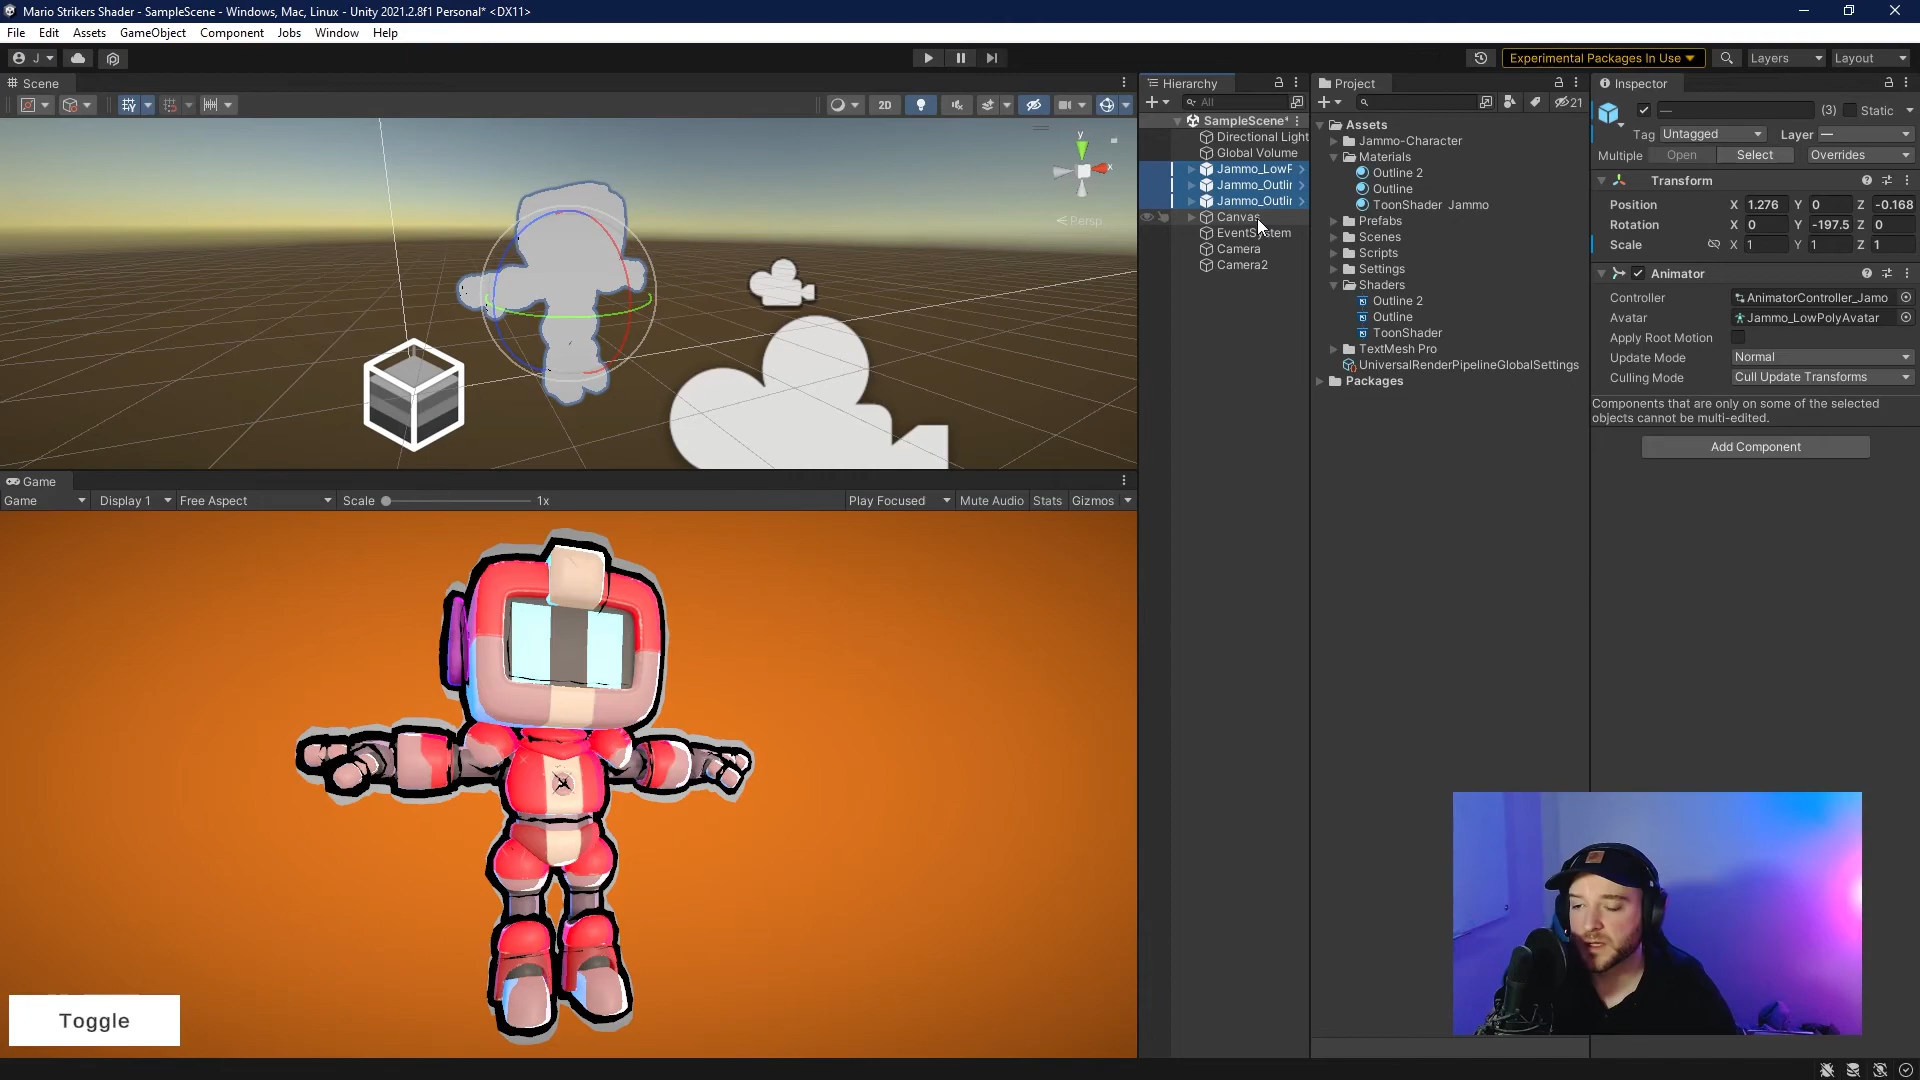 Mario Strikers Shader - SampleScene - Windows, Mac, Linux - Unity 2021.2.8f1 Personal* <DX11>
File Edit Assets GameObject Component Jobs Window Help
J
Experimental Packages In Use
Layers
Layout
Scene
2D
y
x
Persp
Game
Game
Display 1
Free Aspect
Scale
1x
Play Focused
Mute Audio
Stats
Gizmos
Toggle
Hierarchy
All
SampleScene*
Directional Light
Global Volume
Jammo_LowP
Jammo_Outlin
Jammo_Outlin
Canvas
EventSystem
Camera
Camera2
Project
21
Assets
Jammo-Character
Materials
Outline 2
Outline
ToonShader Jammo
Prefabs
Scenes
Scripts
Settings
Shaders
Outline 2
Outline
ToonShader
TextMesh Pro
UniversalRenderPipelineGlobalSettings
Packages
Inspector
— (3) Static
Tag Untagged Layer —
Multiple Open Select Overrides
Transform
Position X 1.276 Y 0 Z -0.168
Rotation X 0 Y -197.5 Z 0
Scale X 1 Y 1 Z 1
Animator
Controller AnimatorController_Jamo
Avatar Jammo_LowPolyAvatar
Apply Root Motion
Update Mode Normal
Culling Mode Cull Update Transforms
Components that are only on some of the selected
objects cannot be multi-edited.
Add Component